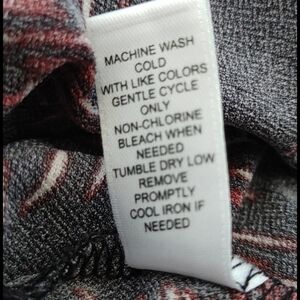 MACHINE WASH
COLD
WITH LIKE COLORS
GENTLE CYCLE
ONLY
NON-CHLORINE
BLEACH WHEN
NEEDED
TUMBLE DRY LOW
REMOVE
PROMPTLY
COOL IRON IF
NEEDED